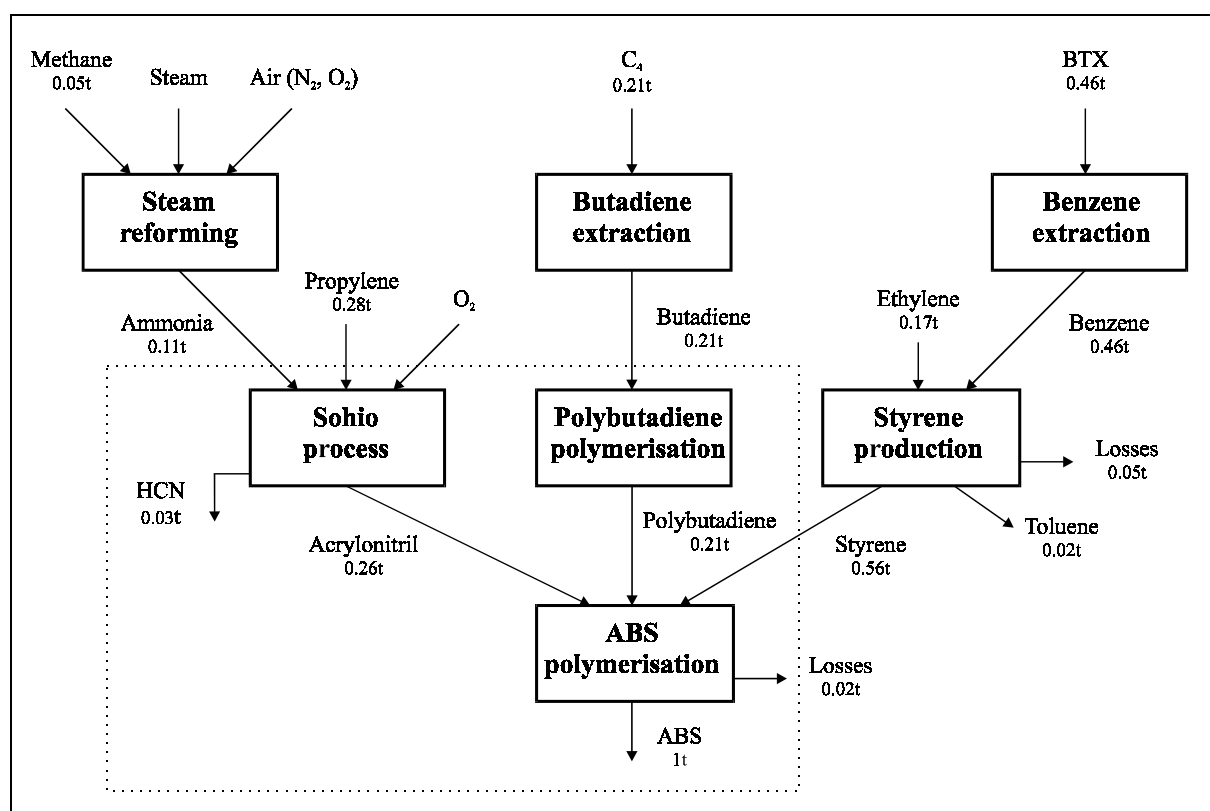 Methane
0.05t
Steam
Air (N₂, O₂)
C₄
0.21t
BTX
0.46t
Steam
reforming
Butadiene
extraction
Benzene
extraction
Propylene
0.28t
O₂
Ammonia
0.11t
Butadiene
0.21t
Ethylene
0.17t
Benzene
0.46t
Sohio
process
Polybutadiene
polymerisation
Styrene
production
Losses
0.05t
HCN
0.03t
Acrylonitril
0.26t
Polybutadiene
0.21t
Styrene
0.56t
Toluene
0.02t
ABS
polymerisation
Losses
0.02t
ABS
1t